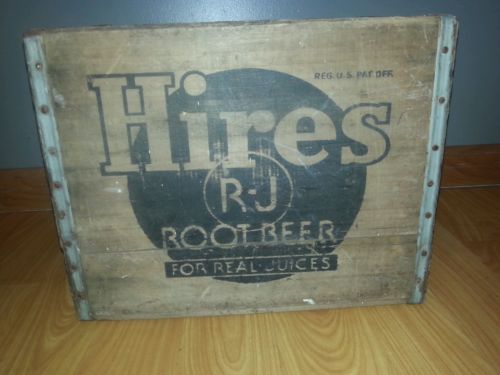 REG. U.S. PAT. OFF.
Hires
R-J
ROOT BEER
FOR REAL JUICES